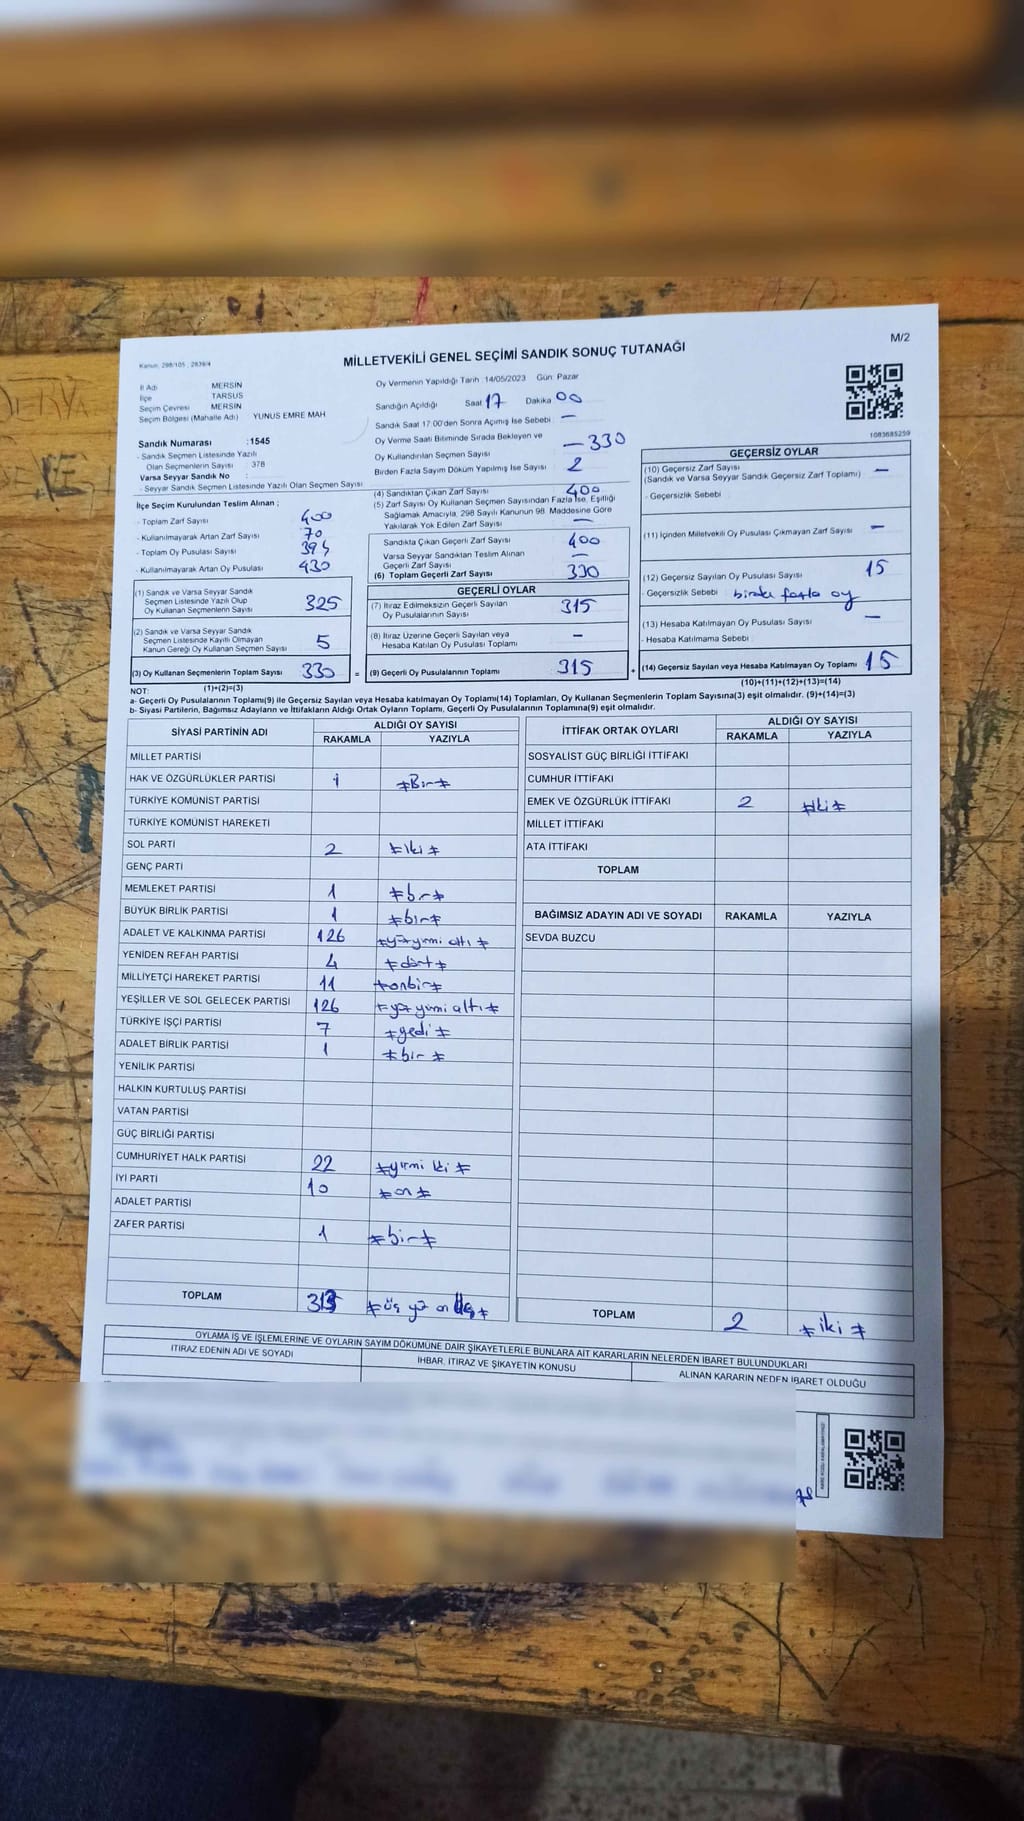 M/2
MİLLETVEKİLİ GENEL SEÇİMİ SANDIK SONUÇ TUTANAĞI
Kanun: 298/105 , 2839/4
İl Adı MERSİN
İlçe TARSUS
Seçim Çevresi MERSİN
Seçim Bölgesi (Mahalle Adı) YUNUS EMRE MAH
Sandık Numarası :1545
- Sandık Seçmen Listesinde Yazılı
Olan Seçmenlerin Sayısı : 378
Varsa Seyyar Sandık No :
- Seyyar Sandık Seçmen Listesinde Yazılı Olan Seçmen Sayısı
Oy Vermenin Yapıldığı Tarih :14/05/2023 Gün: Pazar
Sandığın Açıldığı Saat 17 Dakika 00
Sandık Saat 17:00'den Sonra Açımış İse Sebebi : —
Oy Verme Saati Bitiminde Sırada Bekleyen ve
Oy Kullandırılan Seçmen Sayısı —330
Birden Fazla Sayım Döküm Yapılmış İse Sayısı 2
1083685259
İlçe Seçim Kurulundan Teslim Alınan ;
- Toplam Zarf Sayısı 400
- Kullanılmayarak Artan Zarf Sayısı 70
- Toplam Oy Pusulası Sayısı
- Kullanılmayarak Artan Oy Pusulası 430
(1) Sandık ve Varsa Seyyar Sandık
Seçmen Listesinde Yazılı Olup
Oy Kullanan Seçmenlerin Sayısı 325
(2) Sandık ve Varsa Seyyar Sandık
Seçmen Listesinde Kayıtlı Olmayan
Kanun Gereği Oy Kullanan Seçmen Sayısı 5
(3) Oy Kullanan Seçmenlerin Toplam Sayısı 330 =
(1)+(2)=(3)
(4) Sandıktan Çıkan Zarf Sayısı 400
(5) Zarf Sayısı Oy Kullanan Seçmen Sayısından Fazla İse, Eşitliği
Sağlamak Amacıyla, 298 Sayılı Kanunun 98. Maddesine Göre
Yakılarak Yok Edilen Zarf Sayısı —
Sandıkta Çıkan Geçerli Zarf Sayısı 400
Varsa Seyyar Sandıktan Teslim Alınan
Geçerli Zarf Sayısı —
(6) Toplam Geçerli Zarf Sayısı 330
GEÇERLİ OYLAR
(7) İtiraz Edilmeksizin Geçerli Sayılan
Oy Pusulalarının Sayısı 315
(8) İtiraz Üzerine Geçerli Sayılan veya
Hesaba Katılan Oy Pusulası Toplamı —
(9) Geçerli Oy Pusulalarının Toplamı 315 +
GEÇERSİZ OYLAR
(10) Geçersiz Zarf Sayısı —
(Sandık ve Varsa Seyyar Sandık Geçersiz Zarf Toplamı)
- Geçersizlik Sebebi :
(11) İçinden Milletvekili Oy Pusulası Çıkmayan Zarf Sayısı —
(12) Geçersiz Sayılan Oy Pusulası Sayısı 15
- Geçersizlik Sebebi : fazla oy
(13) Hesaba Katılmayan Oy Pusulası Sayısı —
- Hesaba Katılmama Sebebi :
(14) Geçersiz Sayılan veya Hesaba Katılmayan Oy Toplamı 15
(10)+(11)+(12)+(13)=(14)
NOT:
a- Geçerli Oy Pusulalarının Toplamı(9) ile Geçersiz Sayılan veya Hesaba katılmayan Oy Toplamı(14) Toplamları, Oy Kullanan Seçmenlerin Toplam Sayısına(3) eşit olmalıdır. (9)+(14)=(3)
b- Siyasi Partilerin, Bağımsız Adayların ve İttifakların Aldığı Ortak Oyların Toplamı, Geçerli Oy Pusulalarının Toplamına(9) eşit olmalıdır.
SİYASİ PARTİNİN ADI
ALDIĞI OY SAYISI
RAKAMLA YAZIYLA
MİLLET PARTİSİ
HAK VE ÖZGÜRLÜKLER PARTİSİ 1 ≠Bir≠
TÜRKİYE KOMÜNİST PARTİSİ
TÜRKİYE KOMÜNİST HAREKETİ
SOL PARTİ 2 ≠iki≠
GENÇ PARTİ
MEMLEKET PARTİSİ 1 ≠bir≠
BÜYÜK BİRLİK PARTİSİ 1 ≠bir≠
ADALET VE KALKINMA PARTİSİ 126 ≠yüzyirmi altı≠
YENİDEN REFAH PARTİSİ 4 ≠dört≠
MİLLİYETÇİ HAREKET PARTİSİ 11 ≠onbir≠
YEŞİLLER VE SOL GELECEK PARTİSİ 126 ≠yüz yirmi altı≠
TÜRKİYE İŞÇİ PARTİSİ 7 ≠yedi≠
ADALET BİRLİK PARTİSİ 1 ≠bir≠
YENİLİK PARTİSİ
HALKIN KURTULUŞ PARTİSİ
VATAN PARTİSİ
GÜÇ BİRLİĞİ PARTİSİ
CUMHURİYET HALK PARTİSİ 22 ≠yirmi iki≠
İYİ PARTİ 10 ≠on≠
ADALET PARTİSİ
ZAFER PARTİSİ 1 ≠bir≠
TOPLAM 313 ≠üç yüz on üç≠
İTTİFAK ORTAK OYLARI
ALDIĞI OY SAYISI
RAKAMLA YAZIYLA
SOSYALİST GÜÇ BİRLİĞİ İTTİFAKI
CUMHUR İTTİFAKI
EMEK VE ÖZGÜRLÜK İTTİFAKI 2 ≠iki≠
MİLLET İTTİFAKI
ATA İTTİFAKI
TOPLAM
BAĞIMSIZ ADAYIN ADI VE SOYADI RAKAMLA YAZIYLA
SEVDA BUZCU
TOPLAM 2 ≠iki≠
OYLAMA İŞ VE İŞLEMLERİNE VE OYLARIN SAYIM DÖKÜMÜNE DAİR ŞİKAYETLERLE BUNLARA AİT KARARLARIN NELERDEN İBARET BULUNDUKLARI
İTİRAZ EDENİN ADI VE SOYADI İHBAR, İTİRAZ VE ŞİKAYETİN KONUSU ALINAN KARARIN NEDEN İBARET OLDUĞU